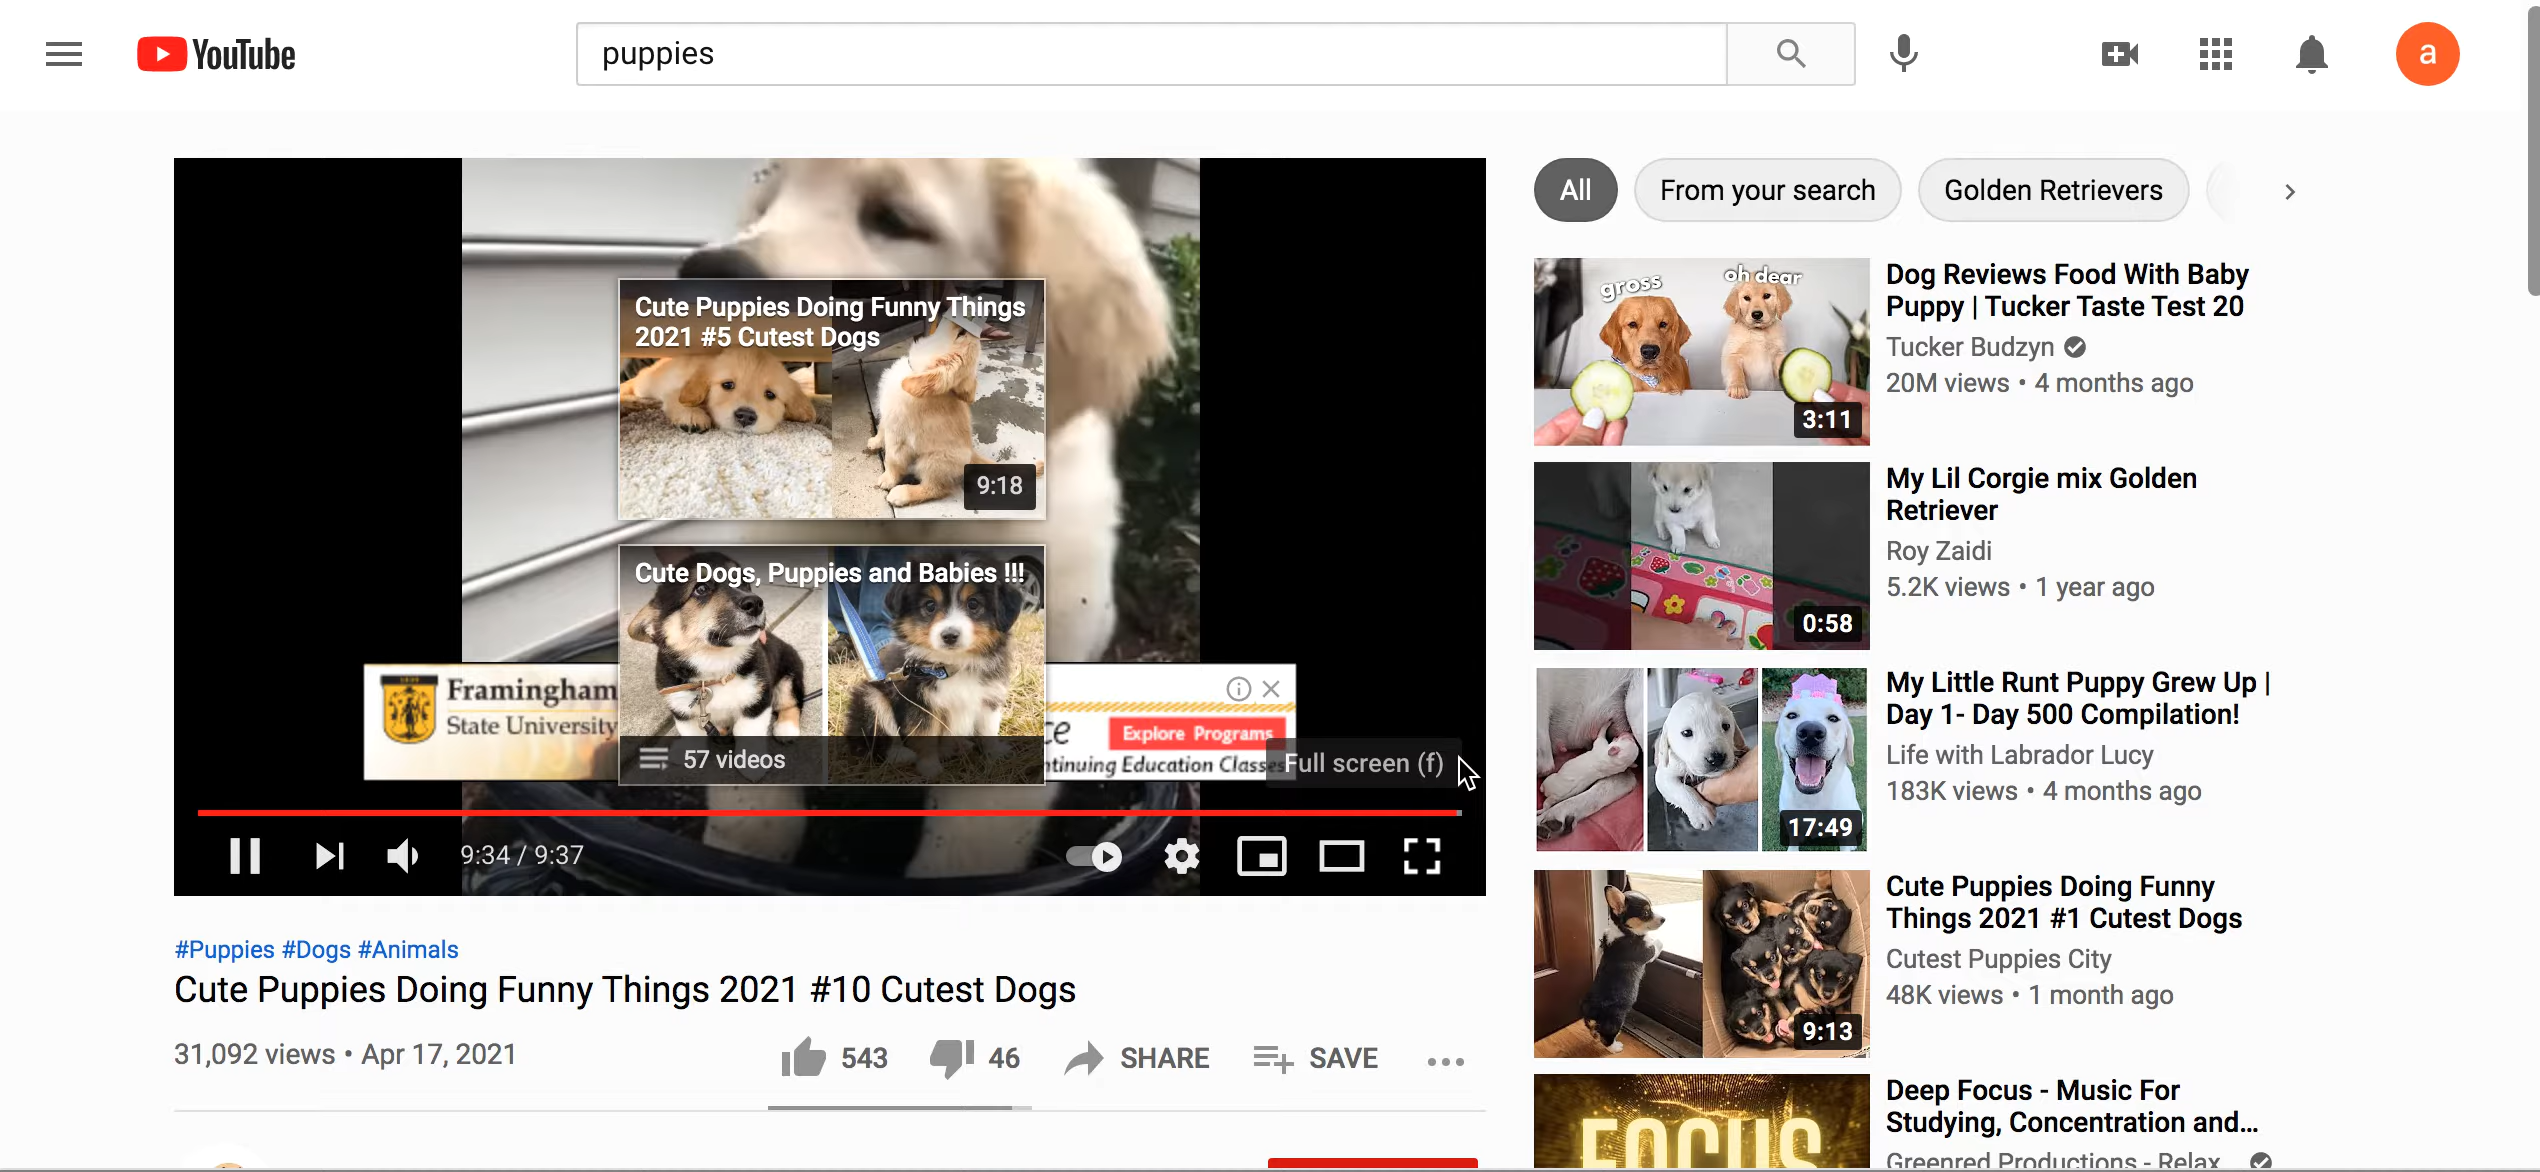 YouTube
puppies
a
Cute Puppies Doing Funny Things
2021 #5 Cutest Dogs
9:18
Cute Dogs, Puppies and Babies !!!
57 videos
Framingham
State University
Explore Programs
Continuing Education Classes
Full screen (f)
9:34 / 9:37
#Puppies #Dogs #Animals
Cute Puppies Doing Funny Things 2021 #10 Cutest Dogs
31,092 views • Apr 17, 2021
543
46
SHARE
SAVE
All
From your search
Golden Retrievers
gross
oh dear
3:11
Dog Reviews Food With Baby
Puppy | Tucker Taste Test 20
Tucker Budzyn
20M views • 4 months ago
0:58
My Lil Corgie mix Golden
Retriever
Roy Zaidi
5.2K views • 1 year ago
17:49
My Little Runt Puppy Grew Up |
Day 1- Day 500 Compilation!
Life with Labrador Lucy
183K views • 4 months ago
9:13
Cute Puppies Doing Funny
Things 2021 #1 Cutest Dogs
Cutest Puppies City
48K views • 1 month ago
FOCUS
Deep Focus - Music For
Studying, Concentration and...
Greenred Productions - Relax...